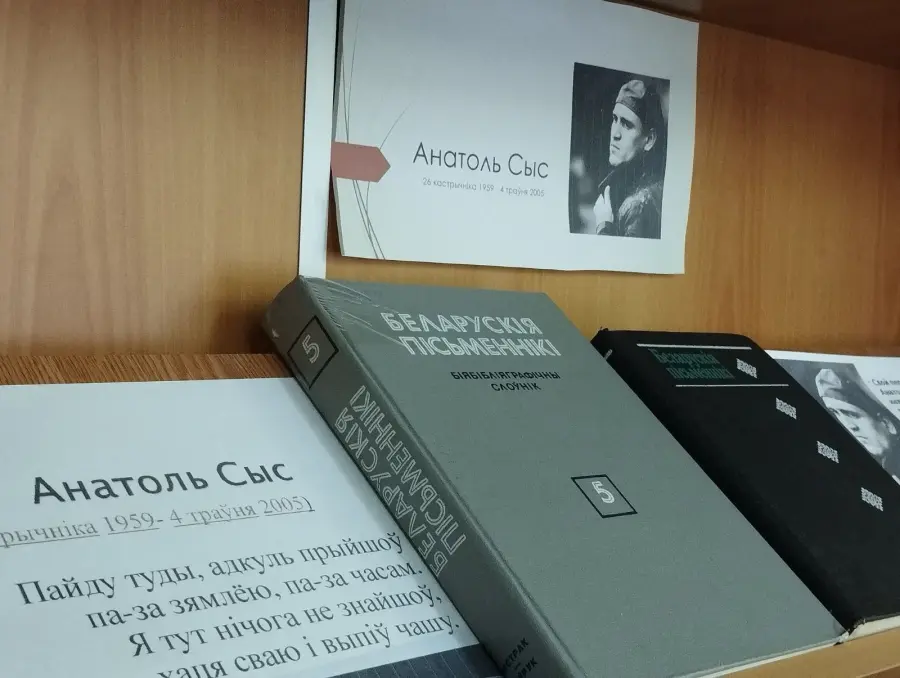 Анатоль Сыс
26 кастрычніка 1959 - 4 траўня 2005
БЕЛАРУСКІЯ
ПІСЬМЕННІКІ
БІЯБІБЛІЯГРАФІЧНЫ
СЛОЎНІК
5
5
БЕЛАРУСКІЯ
ПІСЬМЕННІКІ
Беларускія
пісьменнікі
Свой
Анатоль Сыс
рычніка 1959- 4 траўня 2005)
Пайду туды, адкуль прыйшоў
па-за зямлёю, па-за часам.
Я тут нічога не знайшоў,
хаця сваю і выпіў чашу.